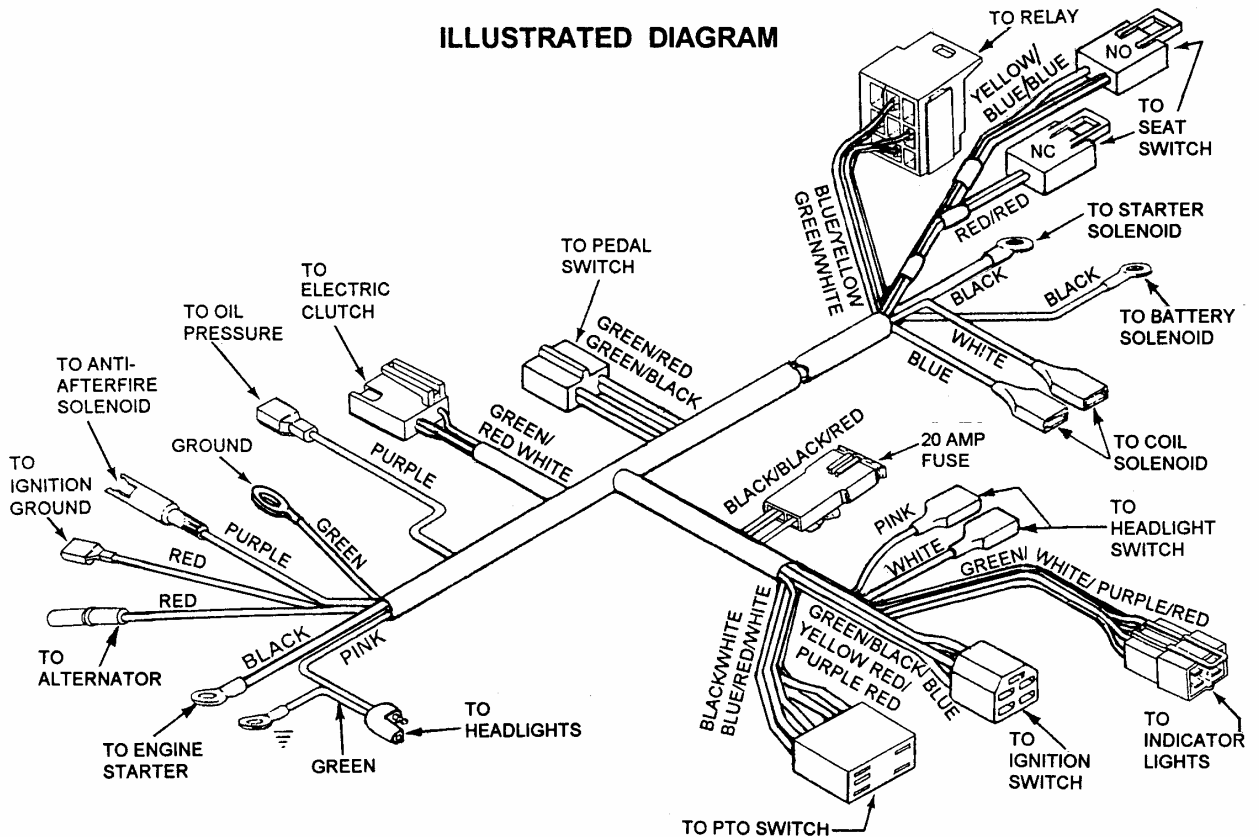 ILLUSTRATED DIAGRAM
TO RELAY
YELLOW/
BLUE/BLUE
NO
TO
SEAT
SWITCH
NC
RED/RED
BLUE/YELLOW
GREEN/WHITE
TO STARTER
SOLENOID
BLACK
BLACK
TO BATTERY
SOLENOID
WHITE
BLUE
TO COIL
SOLENOID
TO PEDAL
SWITCH
GREEN/RED
GREEN/BLACK
TO
ELECTRIC
CLUTCH
GREEN/
RED WHITE
TO OIL
PRESSURE
PURPLE
TO ANTI-
AFTERFIRE
SOLENOID
PURPLE
GROUND
GREEN
TO
IGNITION
GROUND
RED
RED
TO
ALTERNATOR
BLACK
TO ENGINE
STARTER
PINK
GREEN
TO
HEADLIGHTS
BLACK/BLACK/RED
20 AMP
FUSE
PINK
WHITE
TO
HEADLIGHT
SWITCH
GREEN/ WHITE/ PURPLE/RED
TO
INDICATOR
LIGHTS
GREEN/BLACK/BLUE
YELLOW RED/ BLUE
PURPLE RED
TO
IGNITION
SWITCH
BLACK/WHITE
BLUE/RED/WHITE
TO PTO SWITCH